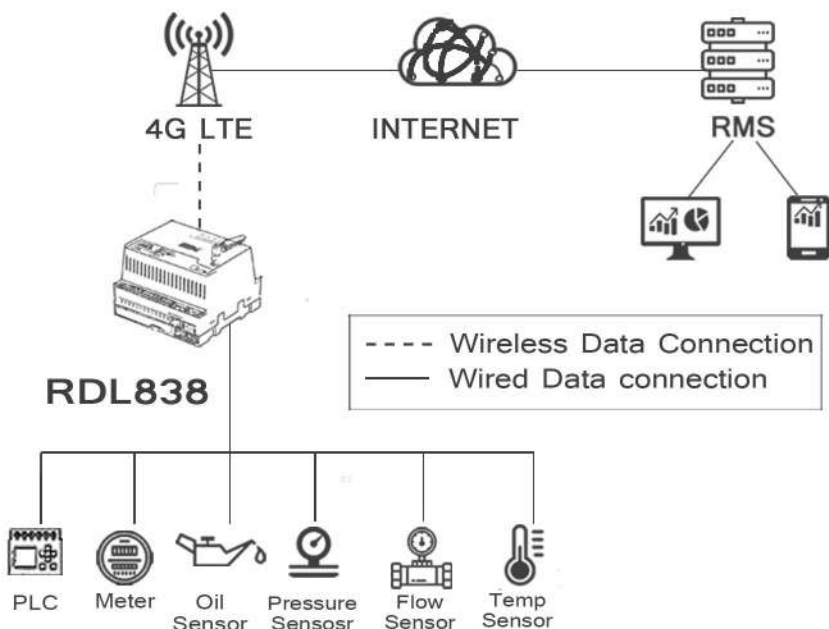 4G LTE
INTERNET
RMS
RDL838
Wireless Data Connection
Wired Data connection
PLC
Meter
Oil
Sensor
Pressure
Sensosr
Flow
Sensor
Temp
Sensor